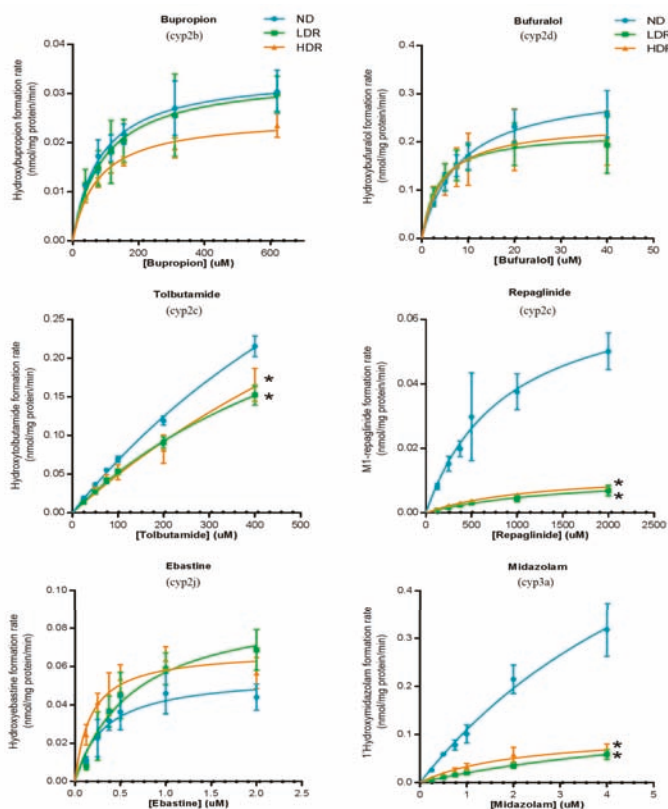 Bupropion
(cyp2b)
ND
LDR
HDR
Hydroxybupropion formation rate
(nmol/mg protein/min)
0.04
0.03
0.02
0.01
0.00
0
200
400
600
[Bupropion] (uM)
Bufuralol
(cyp2d)
ND
LDR
HDR
Hydroxybufuralol formation rate
(nmol/mg protein/min)
0.4
0.3
0.2
0.1
0.0
0
10
20
30
40
50
[Bufuralol] (uM)
Tolbutamide
(cyp2c)
Hydroxytolbutamide formation rate
(nmol/mg protein/min)
0.25
0.20
0.15
0.10
0.05
0.00
0
100
200
300
400
500
[Tolbutamide] (uM)
*
*
Repaglinide
(cyp2c)
M1-repaglinide formation rate
(nmol/mg protein/min)
0.06
0.04
0.02
0.00
0
500
1000
1500
2000
2500
[Repaglinide] (uM)
*
*
Ebastine
(cyp2j)
Hydroxyebastine formation rate
(nmol/mg protein/min)
0.10
0.08
0.06
0.04
0.02
0.00
0.0
0.5
1.0
1.5
2.0
2.5
[Ebastine] (uM)
Midazolam
(cyp3a)
1'Hydroxymidazolam formation rate
(nmol/mg protein/min)
0.4
0.3
0.2
0.1
0.0
0
1
2
3
4
5
[Midazolam] (uM)
*
*